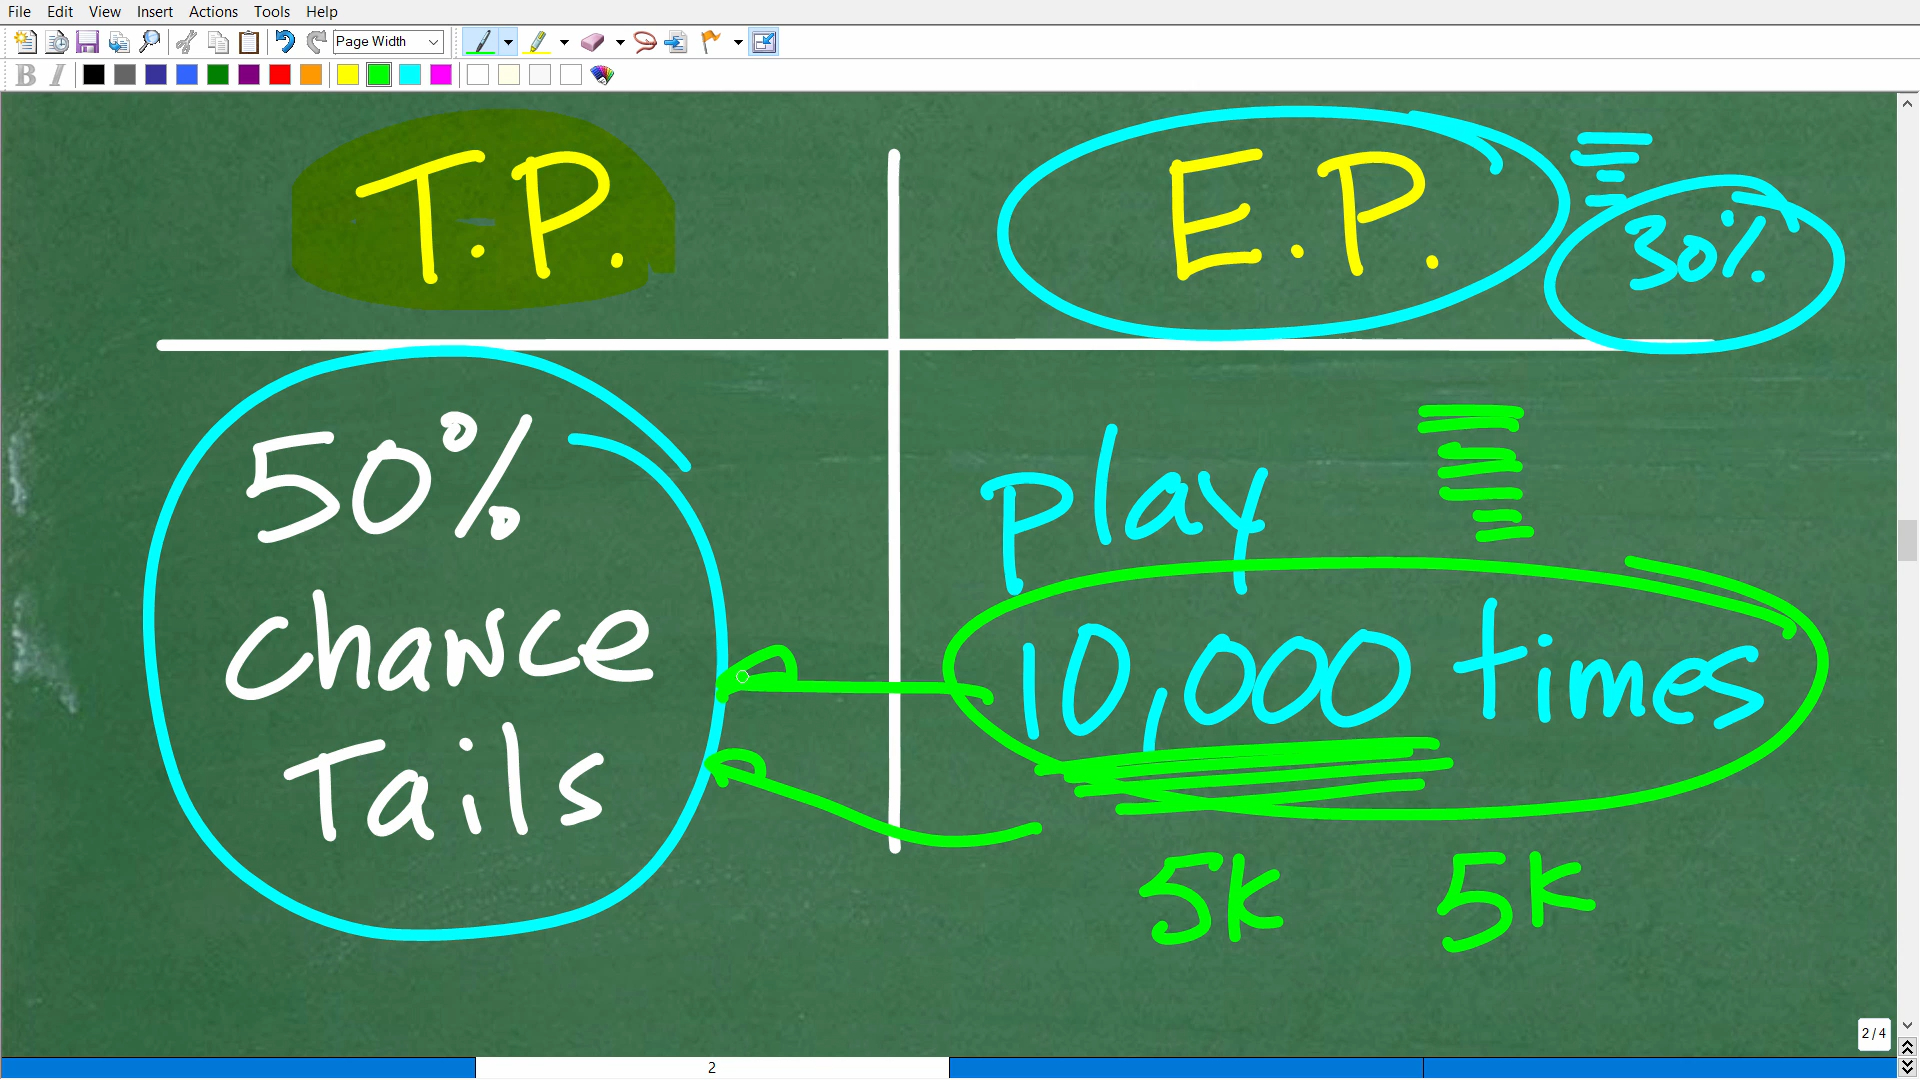 File Edit View Insert Actions Tools Help
Page Width
B I
T.P.
E.P.
30%
50%
chance
Tails
play
10,000 times
5k 5k
2 / 4
2